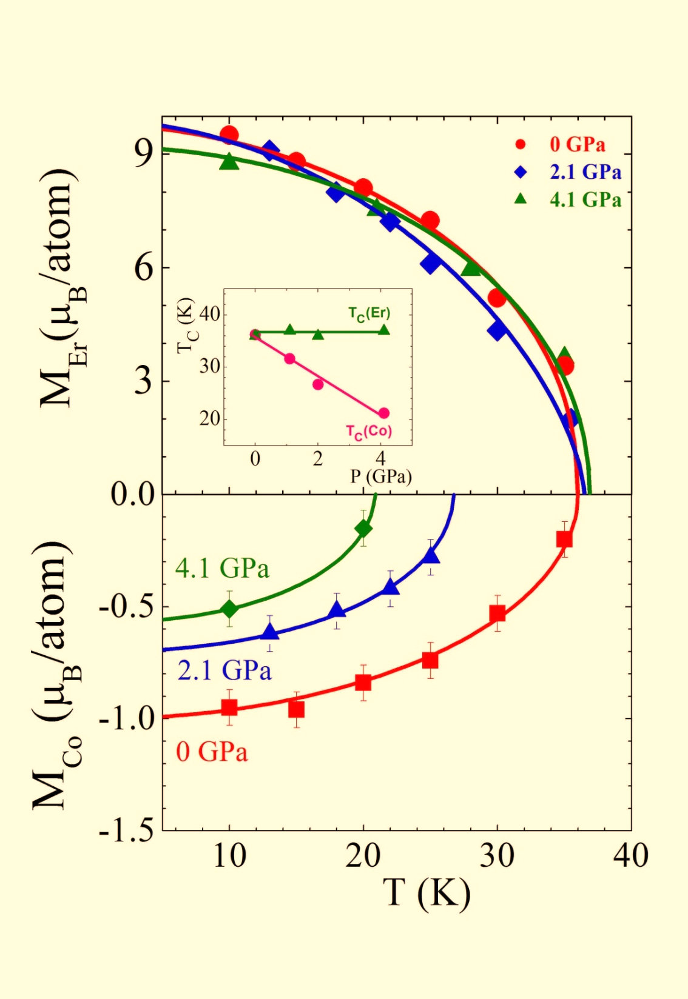 M_Er (μ_B/atom)
9
6
3
0.0
0 GPa
2.1 GPa
4.1 GPa
T_C (K)
40
30
20
T_C(Er)
T_C(Co)
0 2 4
P (GPa)
M_Co (μ_B/atom)
-0.5
-1.0
-1.5
4.1 GPa
2.1 GPa
0 GPa
10 20 30 40
T (K)